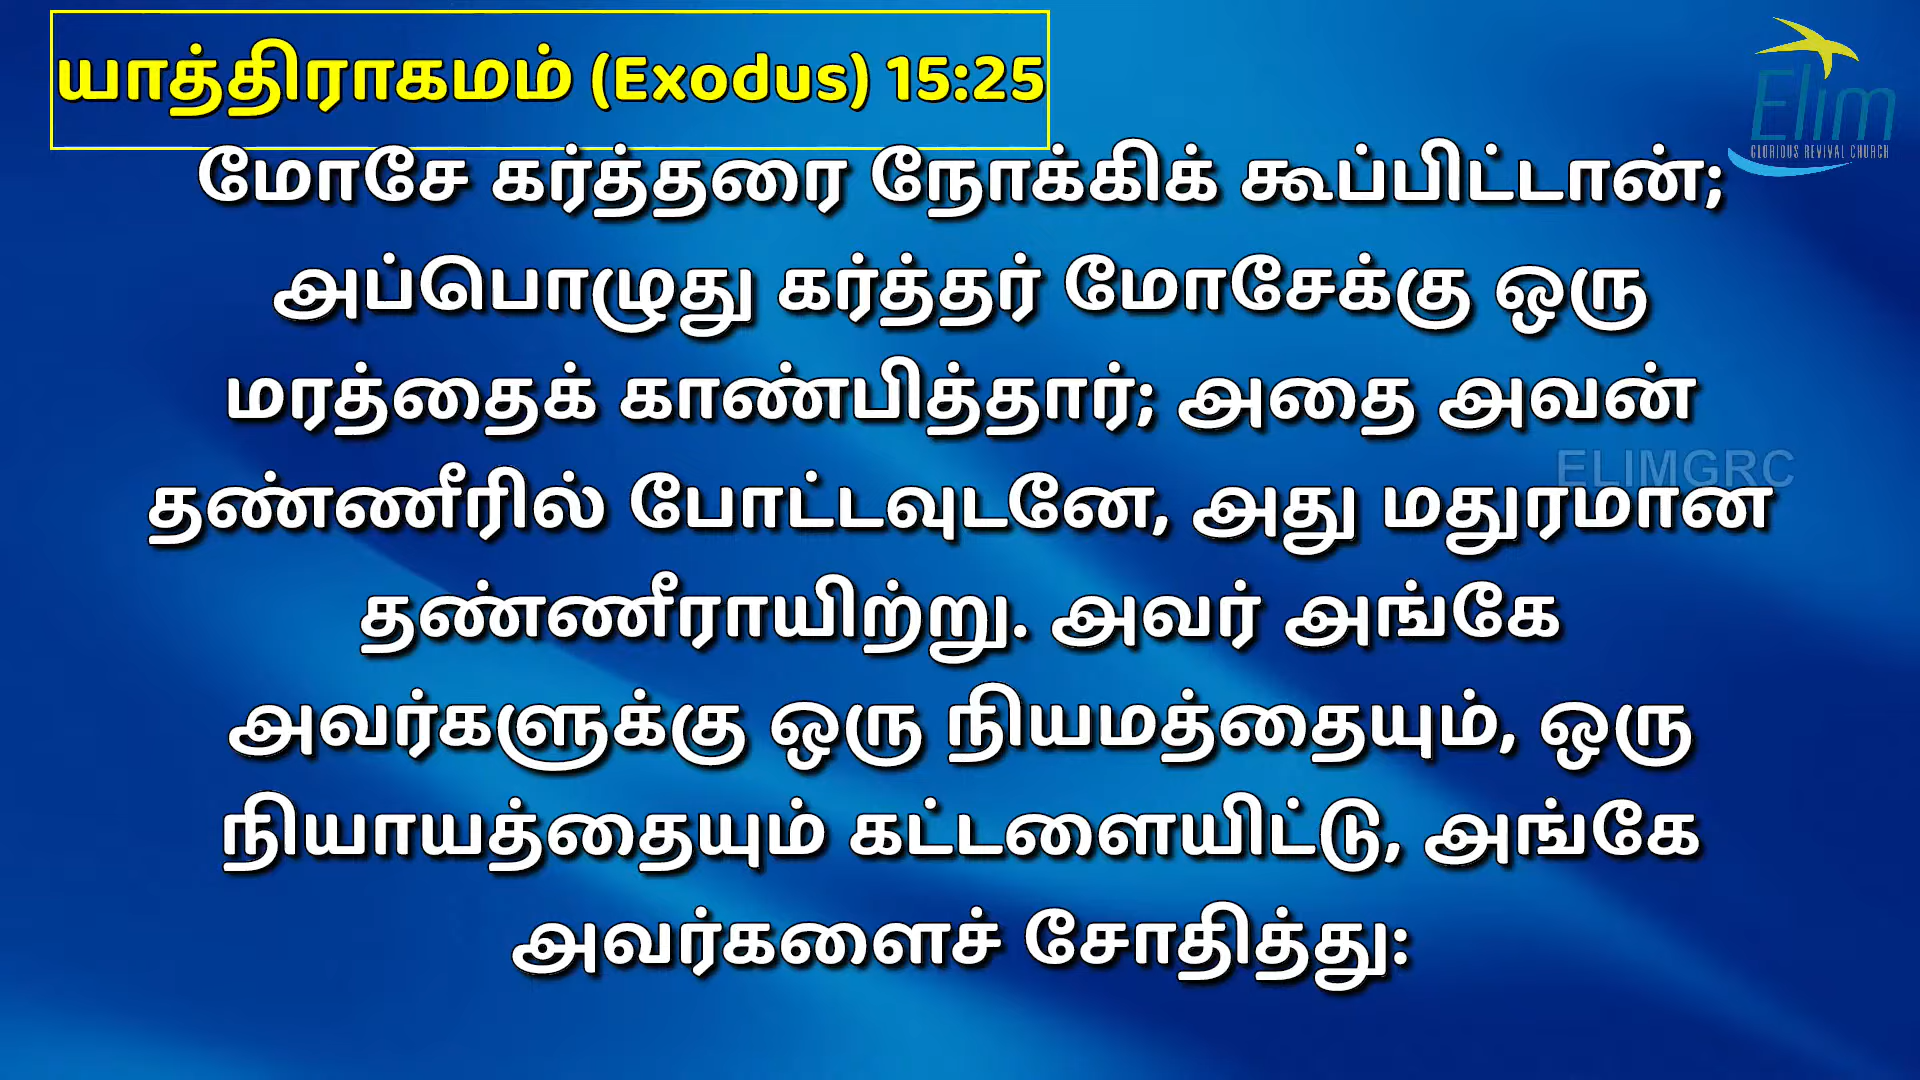 யாத்திராகமம் (Exodus) 15:25
Elim
GLORIOUS REVIVAL CHURCH
மோசே கர்த்தரை நோக்கிக் கூப்பிட்டான்;
அப்பொழுது கர்த்தர் மோசேக்கு ஒரு
மரத்தைக் காண்பித்தார்; அதை அவன்
ELIMGRC
தண்ணீரில் போட்டவுடனே, அது மதுரமான
தண்ணீராயிற்று. அவர் அங்கே
அவர்களுக்கு ஒரு நியமத்தையும், ஒரு
நியாயத்தையும் கட்டளையிட்டு, அங்கே
அவர்களைச் சோதித்து: